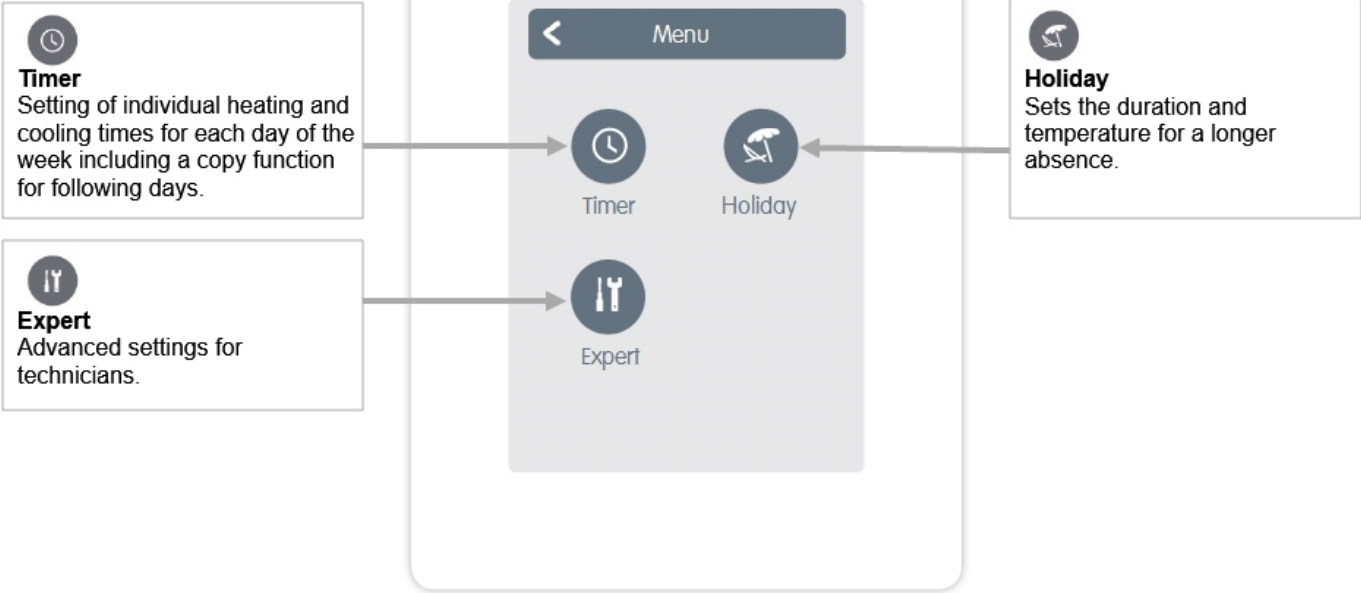 Timer
Setting of individual heating and
cooling times for each day of the
week including a copy function
for following days.
Expert
Advanced settings for
technicians.
Menu
Timer
Holiday
Expert
Holiday
Sets the duration and
temperature for a longer
absence.